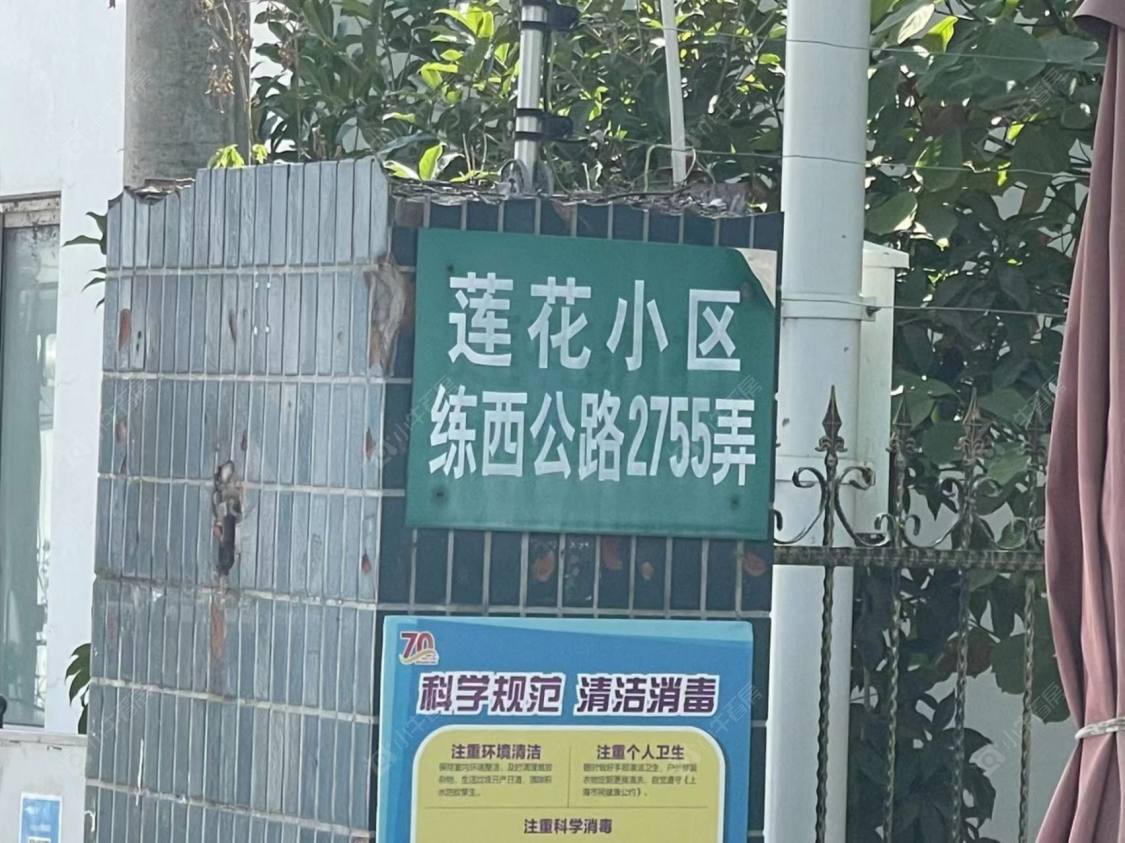 莲花小区
练西公路2755弄
70
科学规范 清洁消毒
注重环境清洁
注重个人卫生
注重科学消毒